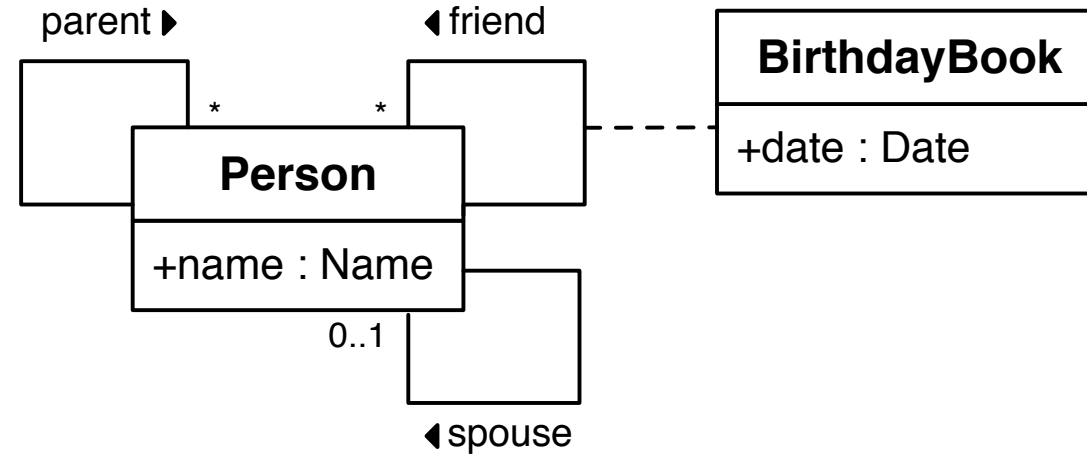 parent ▶
◀ friend
BirthdayBook
+date : Date
*
*
Person
+name : Name
0..1
◀ spouse